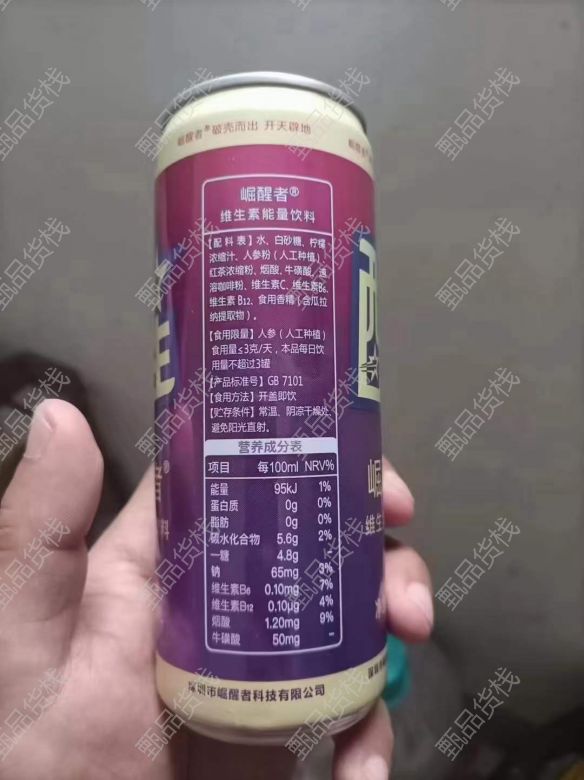 崛醒者®破壳而出 开天辟地
崛醒者®
崛醒者®
维生素能量饮料
【配料表】水、白砂糖、柠檬
浓缩汁、人参粉（人工种植）
红茶浓缩粉、烟酸、牛磺酸、速
溶咖啡粉、维生素C、维生素B6、
维生素B12、食用香精（含瓜拉
纳提取物）。
【食用限量】人参（人工种植）
食用量≤3克/天，本品每日饮
用量不超过3罐
【产品标准号】GB 7101
【食用方法】开盖即饮
【贮存条件】常温、阴凉干燥处、
避免阳光直射。
营养成分表
项目 每100ml NRV%
能量 95kJ 1%
蛋白质 0g 0%
脂肪 0g 0%
碳水化合物 5.6g 2%
—糖 4.8g
钠 65mg 3%
维生素B6 0.10mg 7%
维生素B12 0.10μg 4%
烟酸 1.20mg 9%
牛磺酸 50mg –
深圳市崛醒者科技有限公司
者®
料
崛
维生
甄品货栈